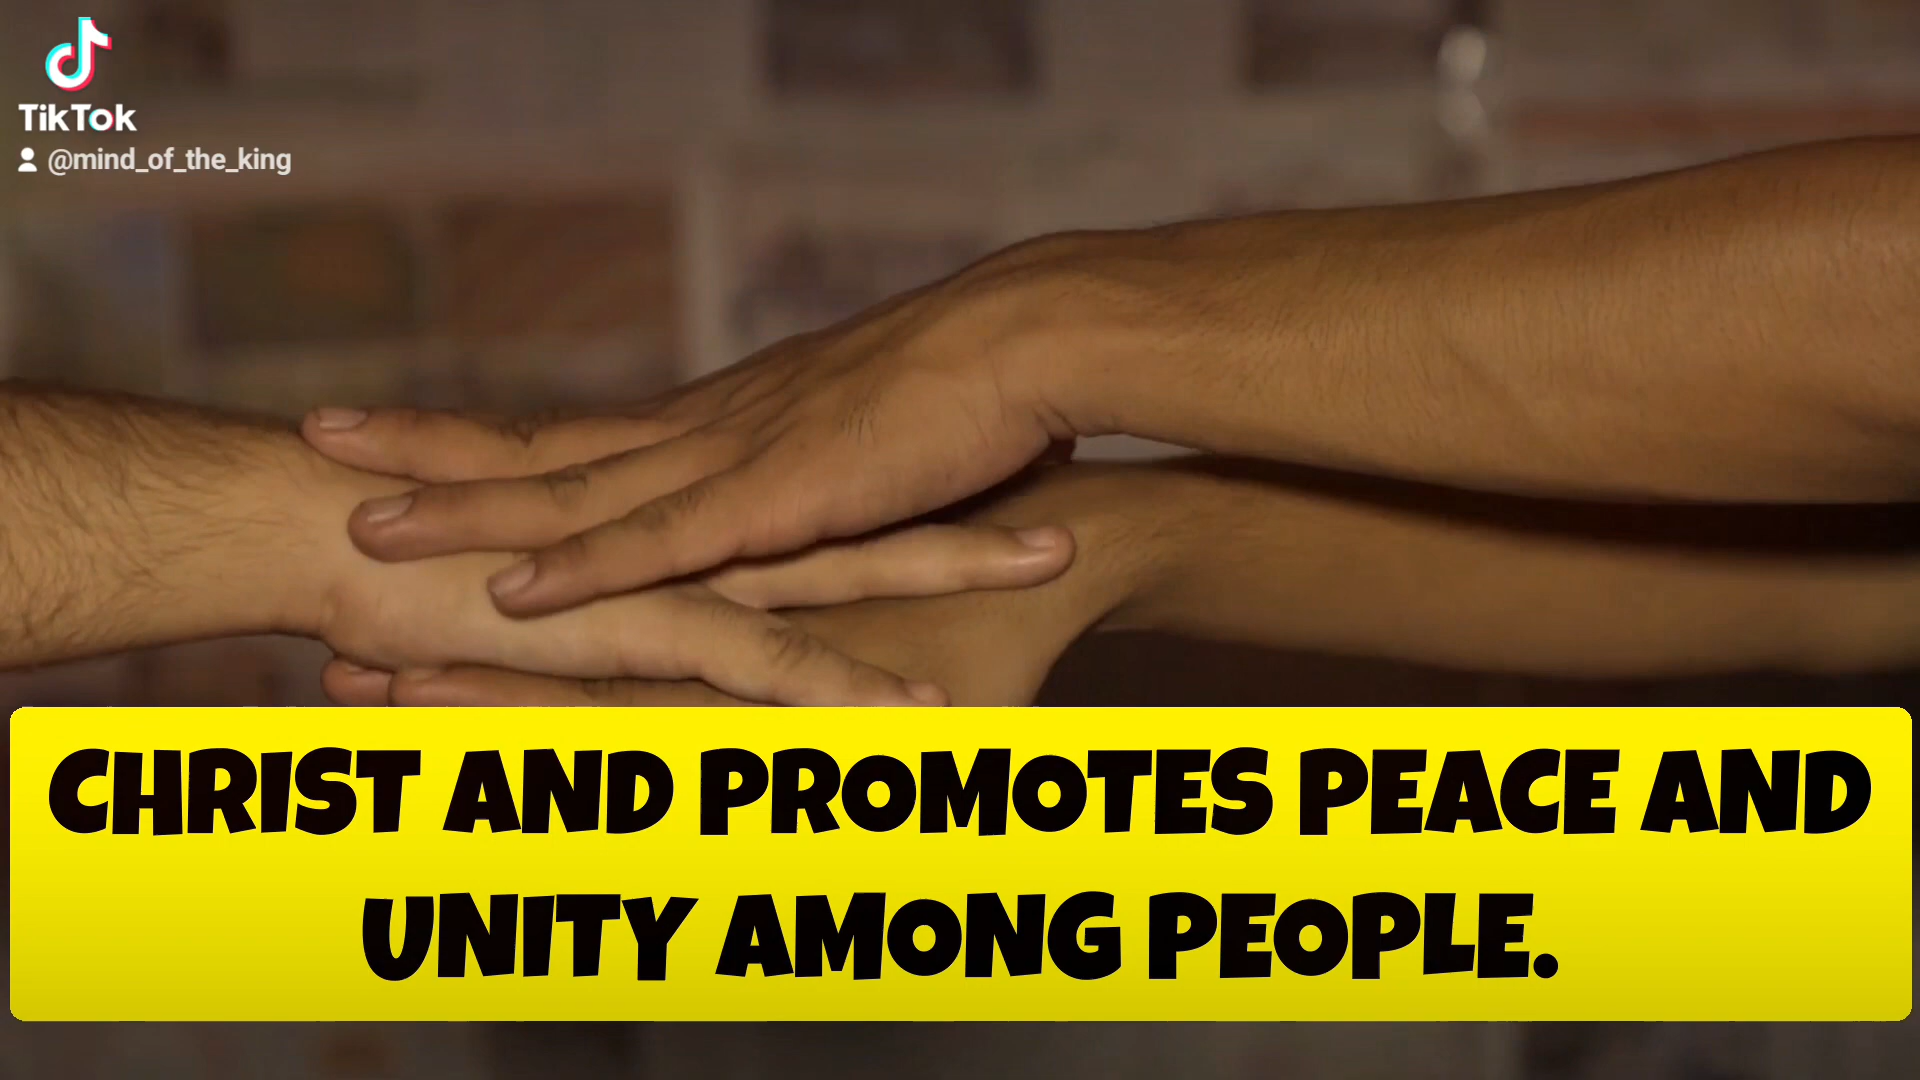 TikTok
@mind_of_the_king
CHRIST AND PROMOTES PEACE AND
UNITY AMONG PEOPLE.